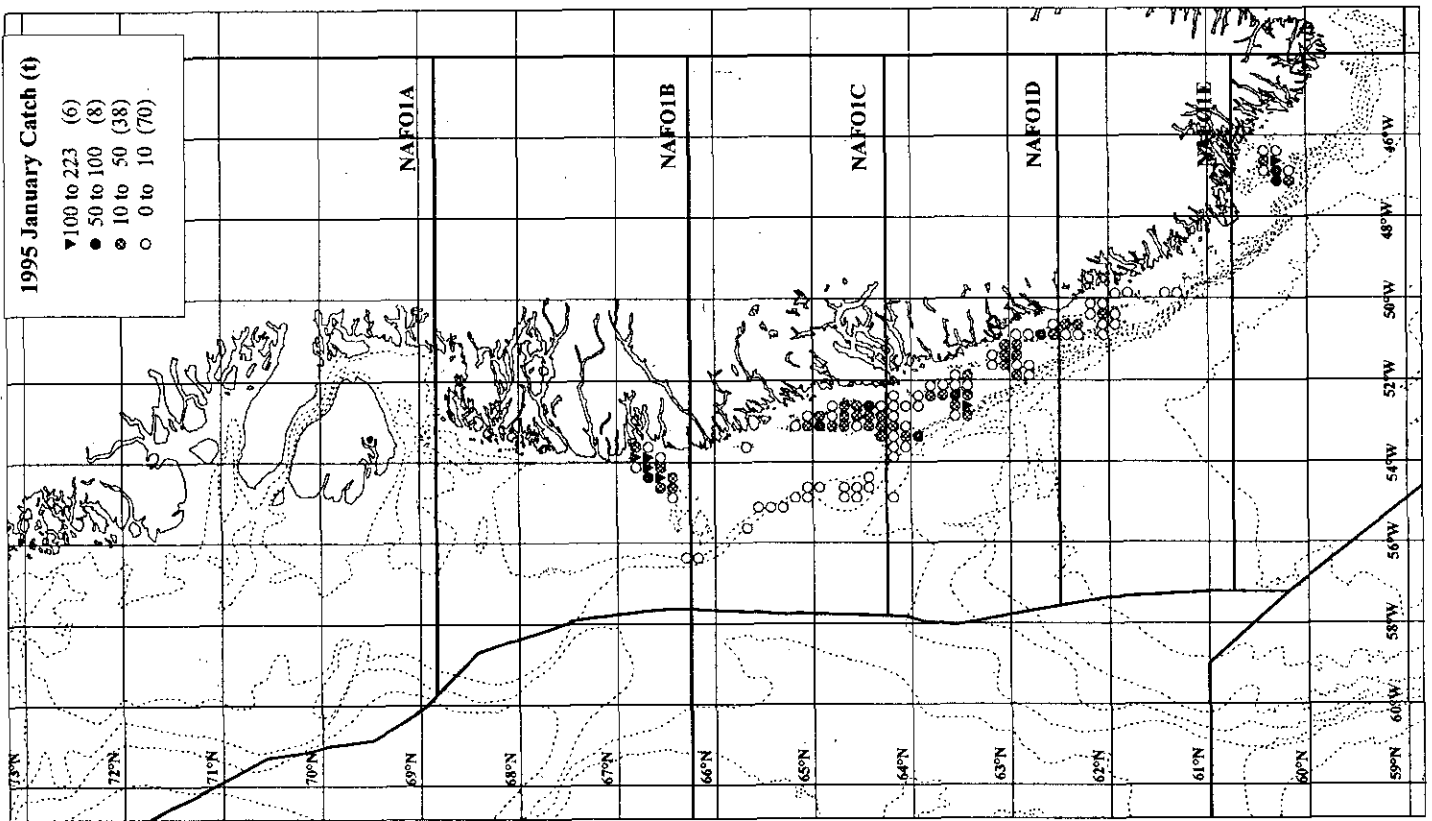 1995 January Catch (t)
▼ 100 to 223 (6)
● 50 to 100 (8)
⊗ 10 to 50 (38)
○ 0 to 10 (70)
NAFO1A
NAFO1B
NAFO1C
NAFO1D
NAFO1E
73°N
72°N
71°N
70°N
69°N
68°N
67°N
66°N
65°N
64°N
63°N
62°N
61°N
60°N
59°N
60°W
58°W
56°W
54°W
52°W
50°W
48°W
46°W